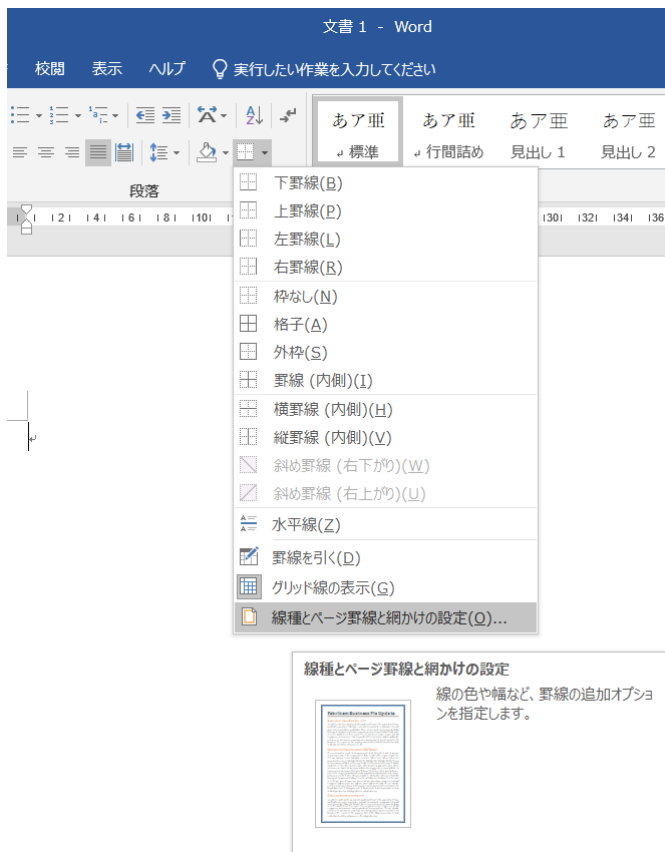 文書 1 - Word
校閲 表示 ヘルプ 実行したい作業を入力してください
あア亜 あア亜 あア亜 あア亜
↲ 標準 ↲ 行間詰め 見出し 1 見出し 2
段落
2 4 6 8 10 30 32 34 36
下罫線(B)
上罫線(P)
左罫線(L)
右罫線(R)
枠なし(N)
格子(A)
外枠(S)
罫線 (内側)(I)
横罫線 (内側)(H)
縦罫線 (内側)(V)
斜め罫線 (右下がり)(W)
斜め罫線 (右上がり)(U)
水平線(Z)
罫線を引く(D)
グリッド線の表示(G)
線種とページ罫線と網かけの設定(O)...
線種とページ罫線と網かけの設定
線の色や幅など、罫線の追加オプショ
ンを指定します。